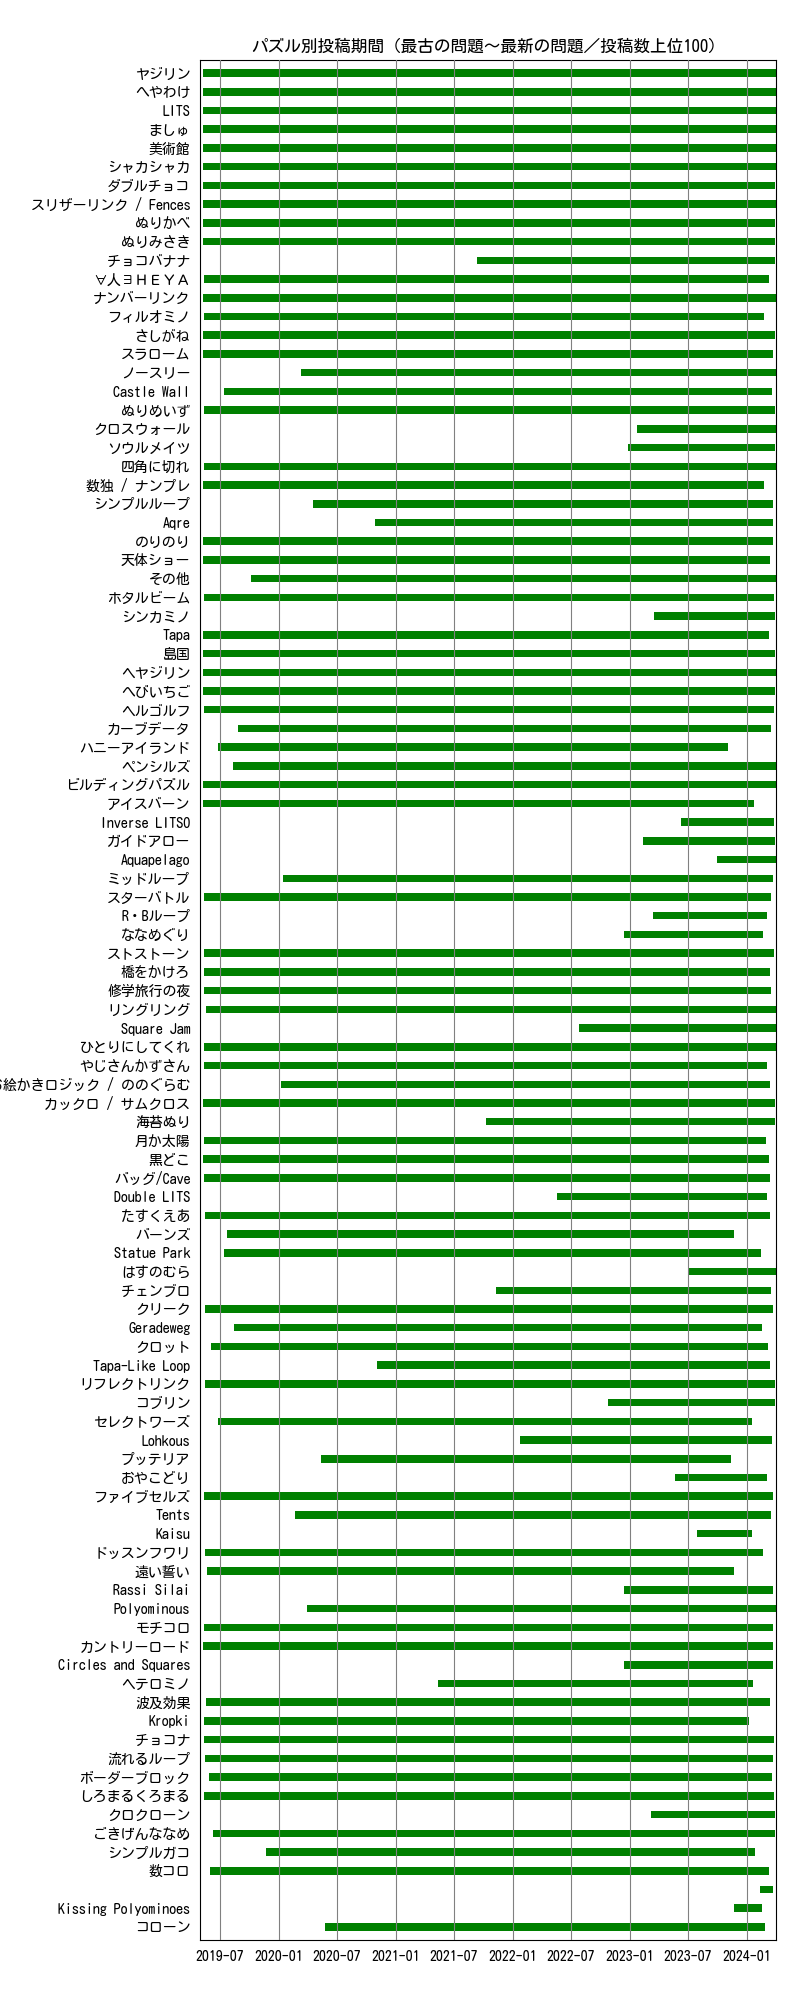 パズル別投稿期間（最古の問題～最新の問題／投稿数上位100）
ヤジリン
へやわけ
LITS
ましゅ
美術館
シャカシャカ
ダブルチョコ
スリザーリンク / Fences
ぬりかべ
ぬりみさき
チョコバナナ
∀人∃ＨＥＹＡ
ナンバーリンク
フィルオミノ
さしがね
スラローム
ノースリー
Castle Wall
ぬりめいず
クロスウォール
ソウルメイツ
四角に切れ
数独 / ナンプレ
シンプルループ
Aqre
のりのり
天体ショー
その他
ホタルビーム
シンカミノ
Tapa
島国
ヘヤジリン
へびいちご
ヘルゴルフ
カーブデータ
ハニーアイランド
ペンシルズ
ビルディングパズル
アイスバーン
Inverse LITSO
ガイドアロー
Aquapelago
ミッドループ
スターバトル
R・Bループ
ななめぐり
ストストーン
橋をかけろ
修学旅行の夜
リングリング
Square Jam
ひとりにしてくれ
やじさんかずさん
絵かきロジック / ののぐらむ
カックロ / サムクロス
海苔ぬり
月か太陽
黒どこ
バッグ/Cave
Double LITS
たすくえあ
バーンズ
Statue Park
はすのむら
チェンブロ
クリーク
Geradeweg
クロット
Tapa-Like Loop
リフレクトリンク
コブリン
セレクトワーズ
Lohkous
プッテリア
おやこどり
ファイブセルズ
Tents
Kaisu
ドッスンフワリ
遠い誓い
Rassi Silai
Polyominous
モチコロ
カントリーロード
Circles and Squares
ヘテロミノ
波及効果
Kropki
チョコナ
流れるループ
ボーダーブロック
しろまるくろまる
クロクローン
ごきげんななめ
シンプルガコ
数コロ
Kissing Polyominoes
コローン
2019-07 2020-01 2020-07 2021-01 2021-07 2022-01 2022-07 2023-01 2023-07 2024-01